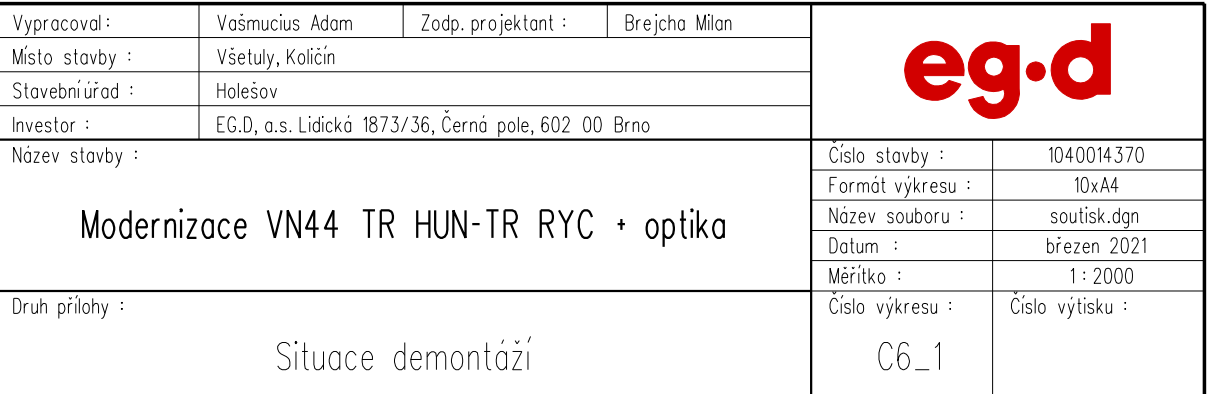 Vypracoval: Vašmucius Adam Zodp. projektant : Brejcha Milan
Místo stavby : Všetuly, Količín
Stavební úřad : Holešov
Investor : EG.D, a.s. Lidická 1873/36, Černá pole, 602 00 Brno
eg·d
Název stavby :
Modernizace VN44 TR HUN-TR RYC + optika
Číslo stavby : 1040014370
Formát výkresu : 10xA4
Název souboru : soutisk.dgn
Datum : březen 2021
Měřítko : 1:2000
Druh přílohy :
Situace demontáží
Číslo výkresu :
C6_1
Číslo výtisku :